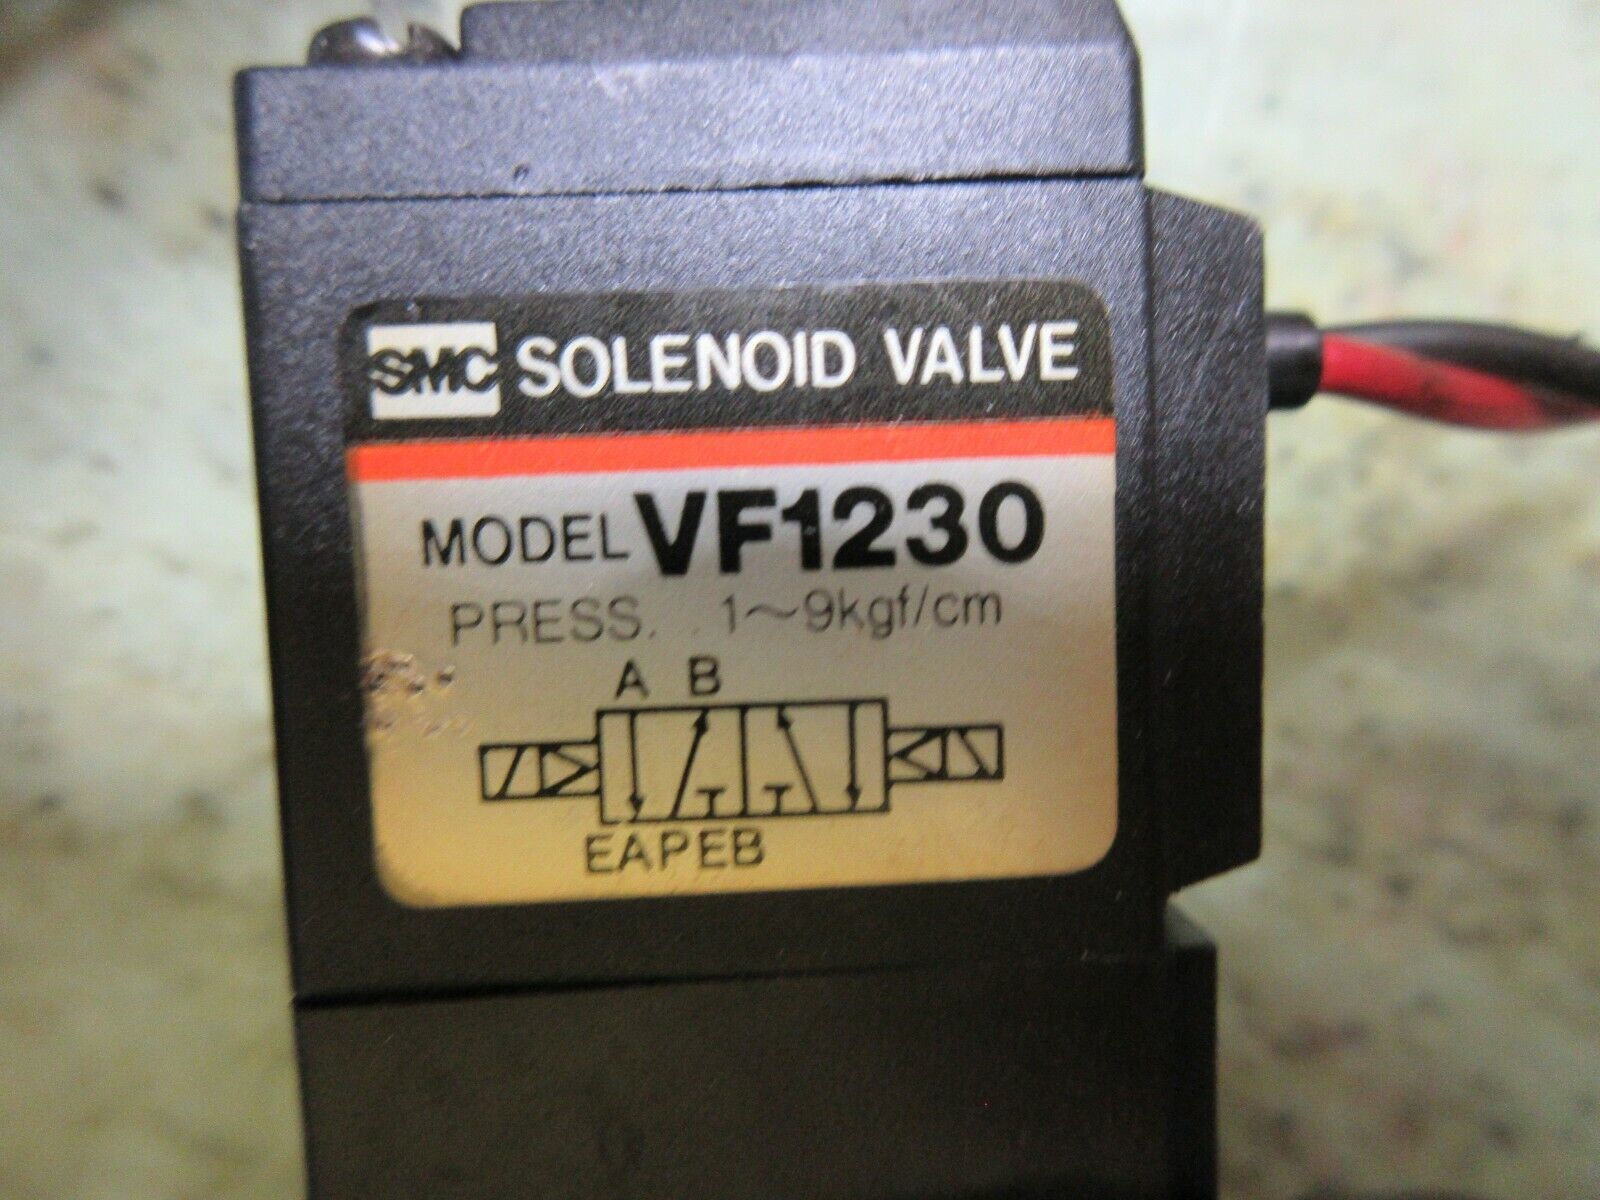 SMC SOLENOID VALVE
MODEL VF1230
PRESS. 1~9kgf/cm
A B
EAPEB